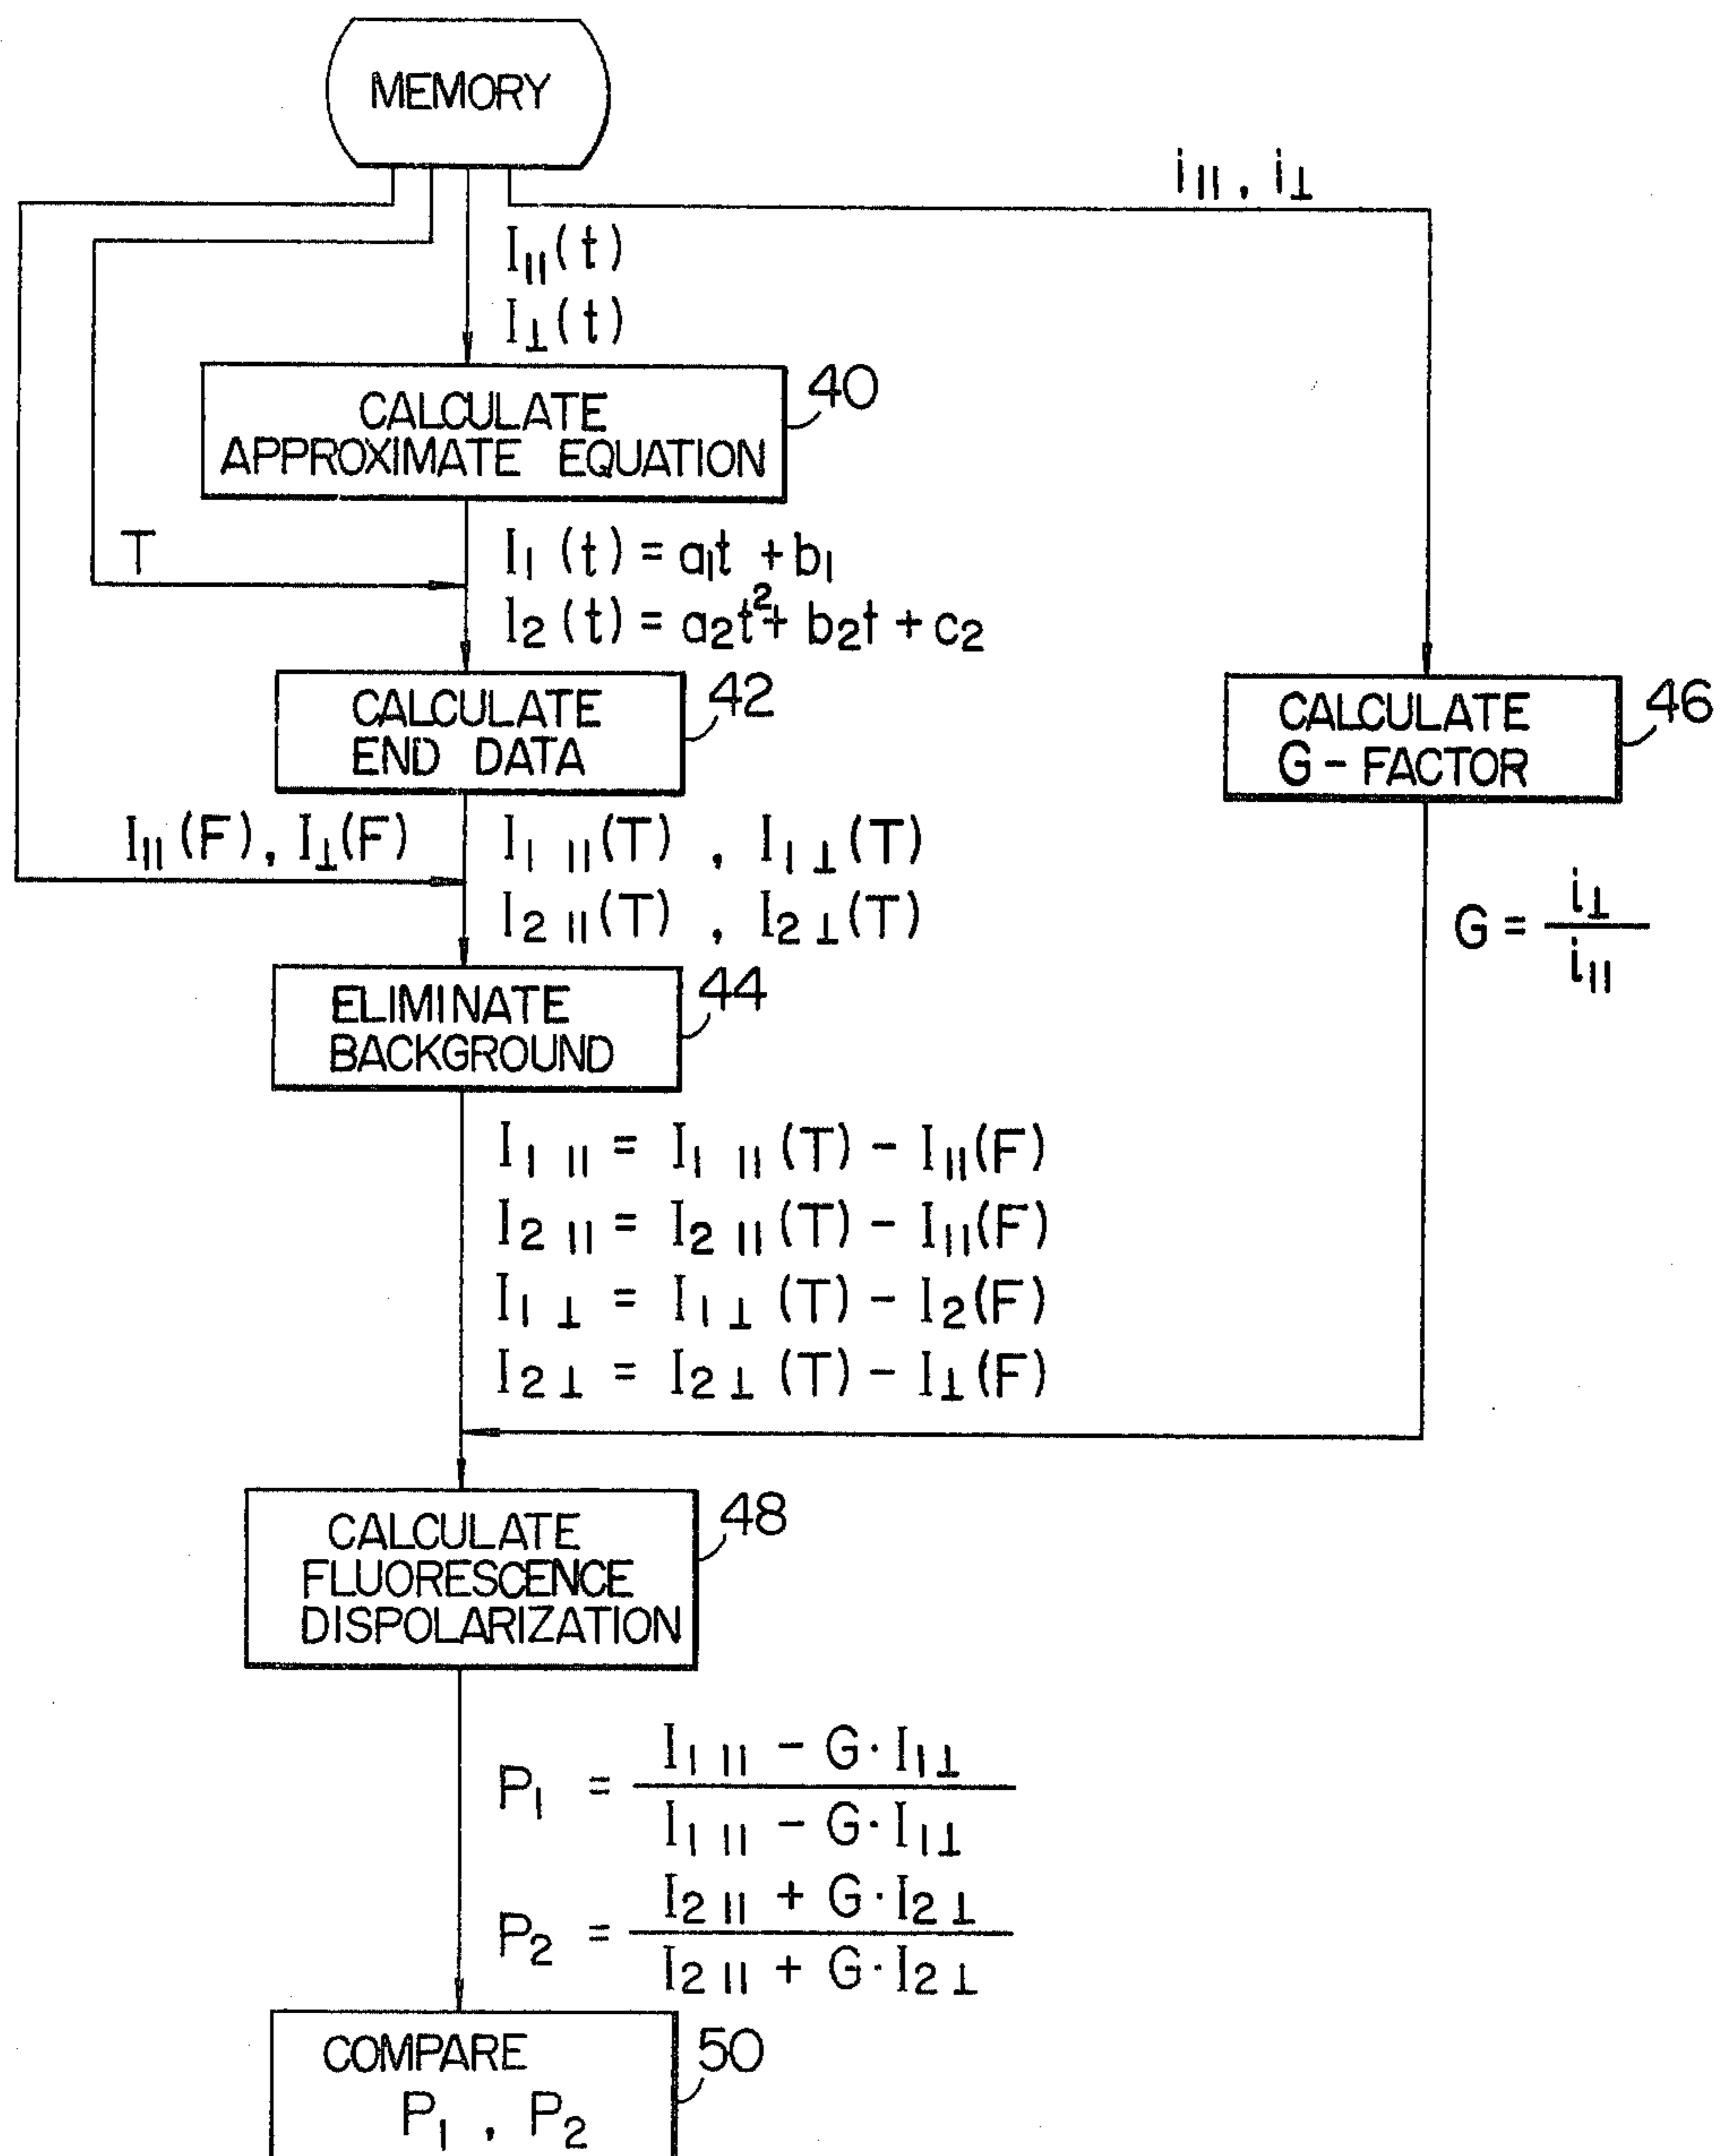 MEMORY
i∥, i⊥
I∥(t)
I⊥(t)
CALCULATE
APPROXIMATE EQUATION
40
T
I₁(t) = a₁t + b₁
I₂(t) = a₂t² + b₂t + c₂
CALCULATE
END DATA
42
CALCULATE
G-FACTOR
46
I∥(F), I⊥(F)
I₁∥(T), I₁⊥(T)
I₂∥(T), I₂⊥(T)
G = i⊥ / i∥
ELIMINATE
BACKGROUND
44
I₁∥ = I₁∥(T) - I∥(F)
I₂∥ = I₂∥(T) - I∥(F)
I₁⊥ = I₁⊥(T) - I₂(F)
I₂⊥ = I₂⊥(T) - I⊥(F)
CALCULATE
FLUORESCENCE
DISPOLARIZATION
48
P₁ = I₁∥ - G·I₁⊥ / I₁∥ - G·I₁⊥
P₂ = I₂∥ + G·I₂⊥ / I₂∥ + G·I₂⊥
COMPARE
P₁, P₂
50